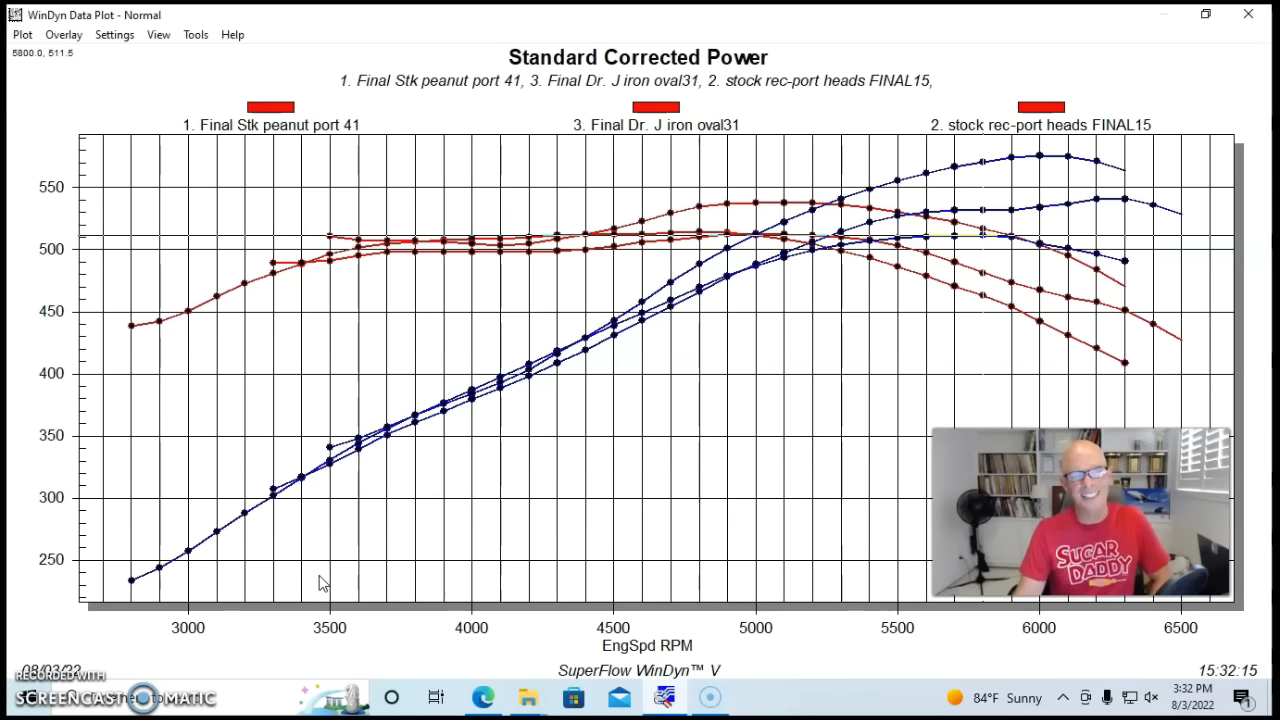 WinDyn Data Plot - Normal
Plot Overlay Settings View Tools Help
5800.0, 511.5
Standard Corrected Power
1. Final Stk peanut port 41, 3. Final Dr. J iron oval31, 2. stock rec-port heads FINAL15,
1. Final Stk peanut port 41 3. Final Dr. J iron oval31 2. stock rec-port heads FINAL15
550
500
450
400
350
300
250
SUGAR
DADDY
3000 3500 4000 4500 5000 5500 6000 6500
EngSpd RPM
08/03/22 SuperFlow WinDyn™ V 15:32:15
RECORDED WITH
SCREENCAST MATIC
84°F Sunny
3:32 PM
8/3/2022
1